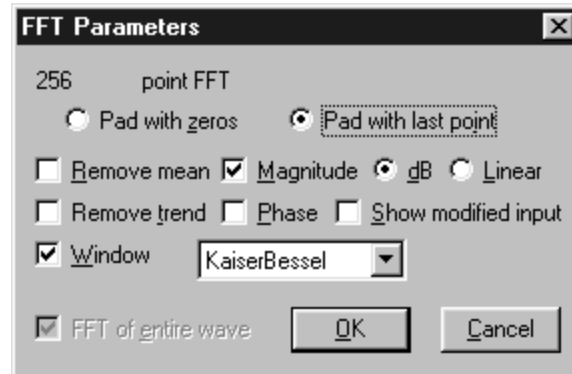 FFT Parameters
256 point FFT
Pad with zeros Pad with last point
Remove mean Magnitude dB Linear
Remove trend Phase Show modified input
Window KaiserBessel
FFT of entire wave OK Cancel